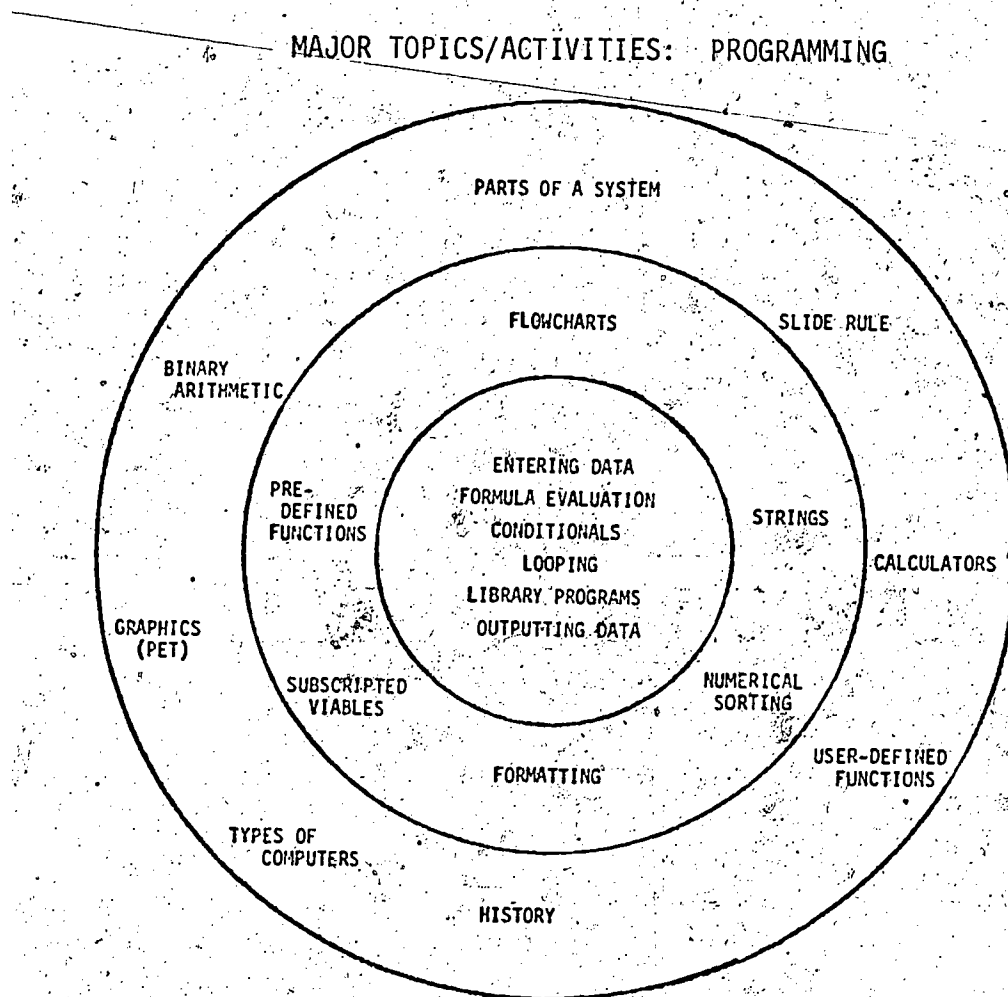 MAJOR TOPICS/ACTIVITIES: PROGRAMMING
PARTS OF A SYSTEM
FLOWCHARTS
SLIDE RULE
BINARY
ARITHMETIC
ENTERING DATA
FORMULA EVALUATION
CONDITIONALS
LOOPING
LIBRARY PROGRAMS
OUTPUTTING DATA
PRE-
DEFINED
FUNCTIONS
STRINGS
CALCULATORS
GRAPHICS
(PET)
SUBSCRIPTED
VIABLES
NUMERICAL
SORTING
FORMATTING
USER-DEFINED
FUNCTIONS
TYPES OF
COMPUTERS
HISTORY